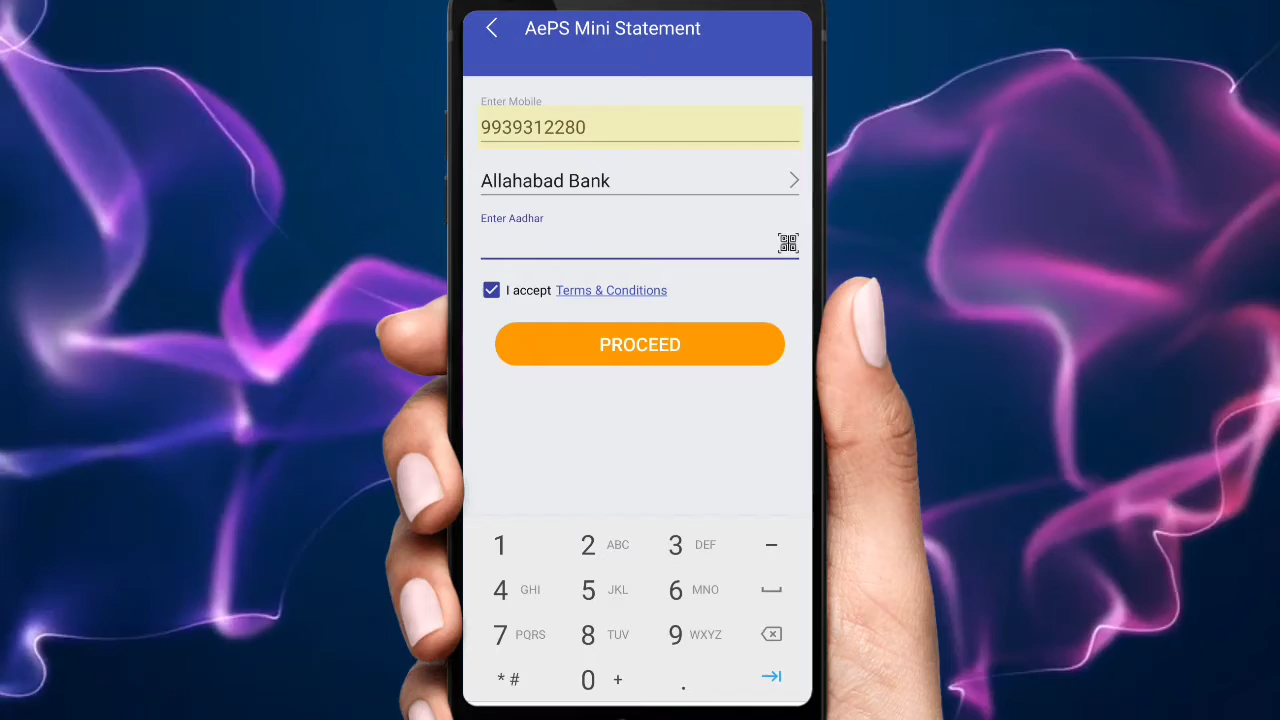 AePS Mini Statement
Enter Mobile
9939312280
Allahabad Bank
Enter Aadhar
I accept Terms & Conditions
PROCEED
1 2 ABC 3 DEF –
4 GHI 5 JKL 6 MNO
7 PQRS 8 TUV 9 WXYZ
* # 0 + .